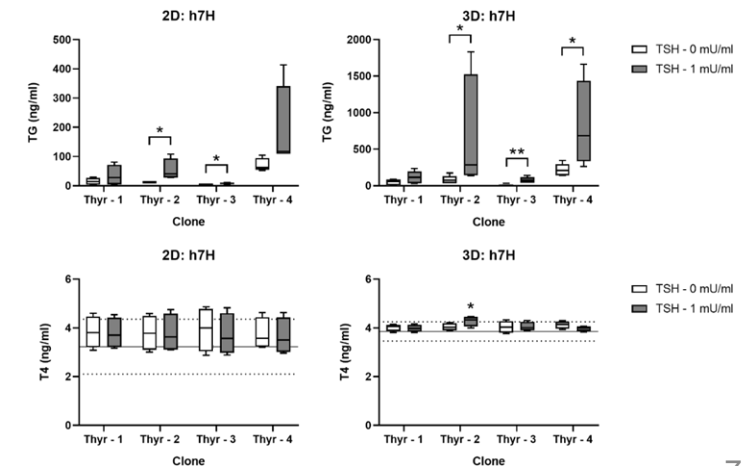 2D: h7H
500
400
300
200
100
0
TG (ng/ml)
*
*
Thyr - 1 Thyr - 2 Thyr - 3 Thyr - 4
Clone
3D: h7H
2000
1500
1000
500
0
TG (ng/ml)
*
**
*
Thyr - 1 Thyr - 2 Thyr - 3 Thyr - 4
Clone
TSH - 0 mU/ml
TSH - 1 mU/ml
2D: h7H
6
4
2
0
T4 (ng/ml)
Thyr - 1 Thyr - 2 Thyr - 3 Thyr - 4
Clone
3D: h7H
6
4
2
0
T4 (ng/ml)
*
Thyr - 1 Thyr - 2 Thyr - 3 Thyr - 4
Clone
TSH - 0 mU/ml
TSH - 1 mU/ml